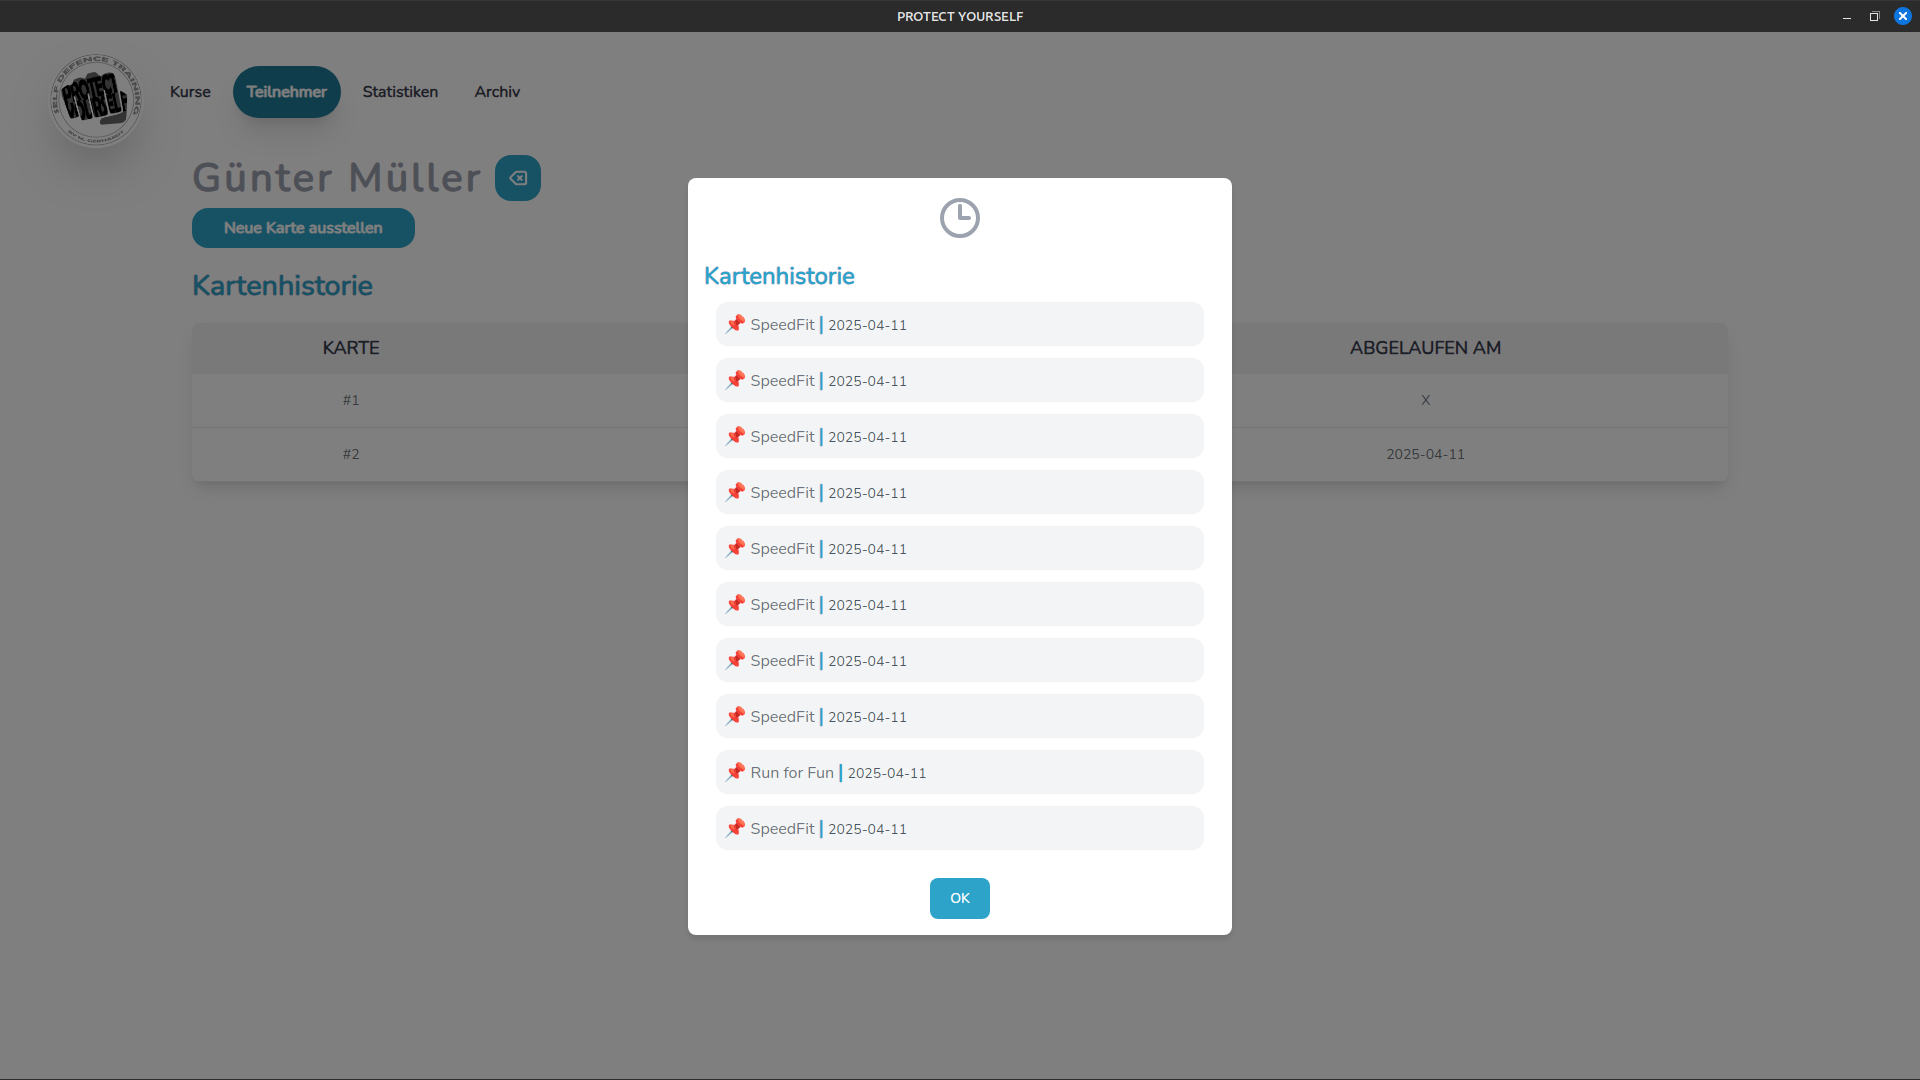 PROTECT YOURSELF
SELF DEFENCE TRAINING
PROTECT
Kurse
Teilnehmer
Statistiken
Archiv
Günter Müller
Neue Karte ausstellen
Kartenhistorie
KARTE
ABGELAUFEN AM
#1
X
#2
2025-04-11
Kartenhistorie
SpeedFit | 2025-04-11
SpeedFit | 2025-04-11
SpeedFit | 2025-04-11
SpeedFit | 2025-04-11
SpeedFit | 2025-04-11
SpeedFit | 2025-04-11
SpeedFit | 2025-04-11
SpeedFit | 2025-04-11
Run for Fun | 2025-04-11
SpeedFit | 2025-04-11
OK